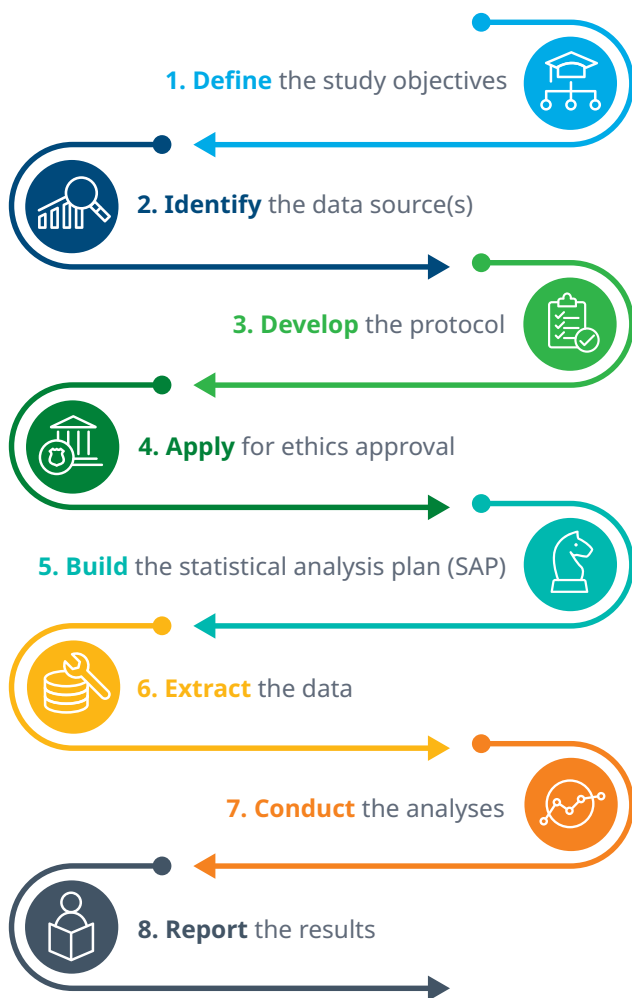 1. Define the study objectives
2. Identify the data source(s)
3. Develop the protocol
4. Apply for ethics approval
5. Build the statistical analysis plan (SAP)
6. Extract the data
7. Conduct the analyses
8. Report the results